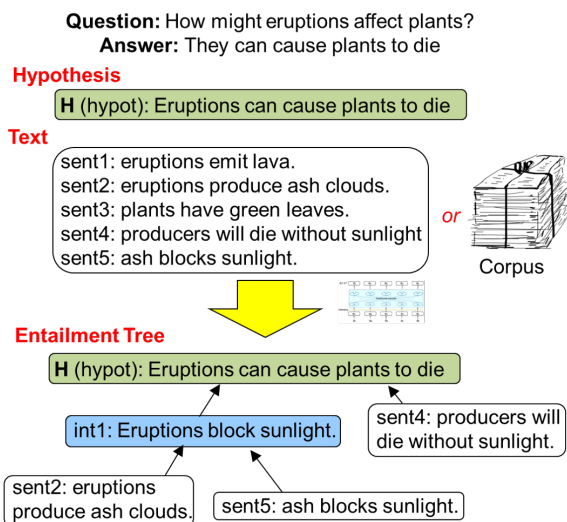 Question: How might eruptions affect plants?
Answer: They can cause plants to die
Hypothesis
H (hypot): Eruptions can cause plants to die
Text
sent1: eruptions emit lava.
sent2: eruptions produce ash clouds.
sent3: plants have green leaves.
sent4: producers will die without sunlight
sent5: ash blocks sunlight.
or
Corpus
Entailment Tree
H (hypot): Eruptions can cause plants to die
int1: Eruptions block sunlight.
sent4: producers will
die without sunlight.
sent2: eruptions
produce ash clouds.
sent5: ash blocks sunlight.